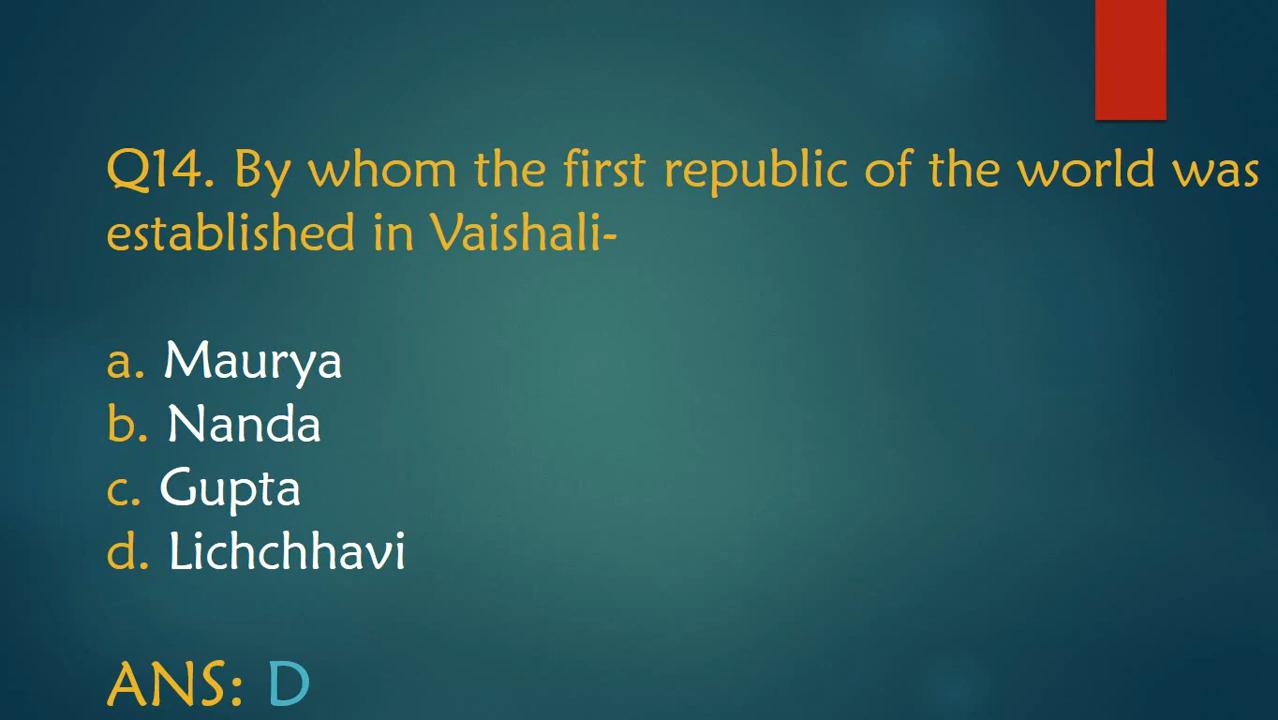 Q14. By whom the first republic of the world was
established in Vaishali-
a. Maurya
b. Nanda
c. Gupta
d. Lichchhavi
ANS: D